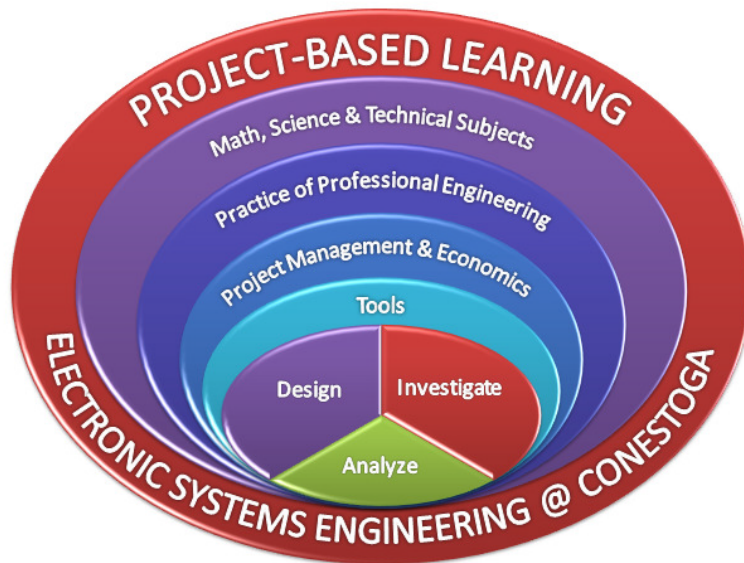 PROJECT-BASED LEARNING
Math, Science & Technical Subjects
Practice of Professional Engineering
Project Management & Economics
Tools
Design
Investigate
Analyze
ELECTRONIC SYSTEMS ENGINEERING @ CONESTOGA